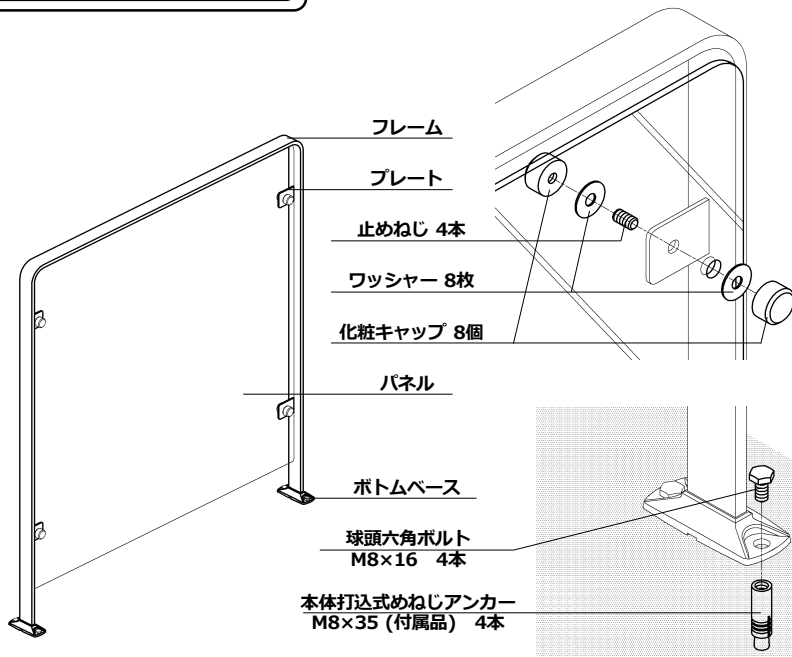 フレーム
プレート
止めねじ 4本
ワッシャー 8枚
化粧キャップ 8個
パネル
ボトムベース
球頭六角ボルト
M8×16 4本
本体打込式めねじアンカー
M8×35 (付属品) 4本